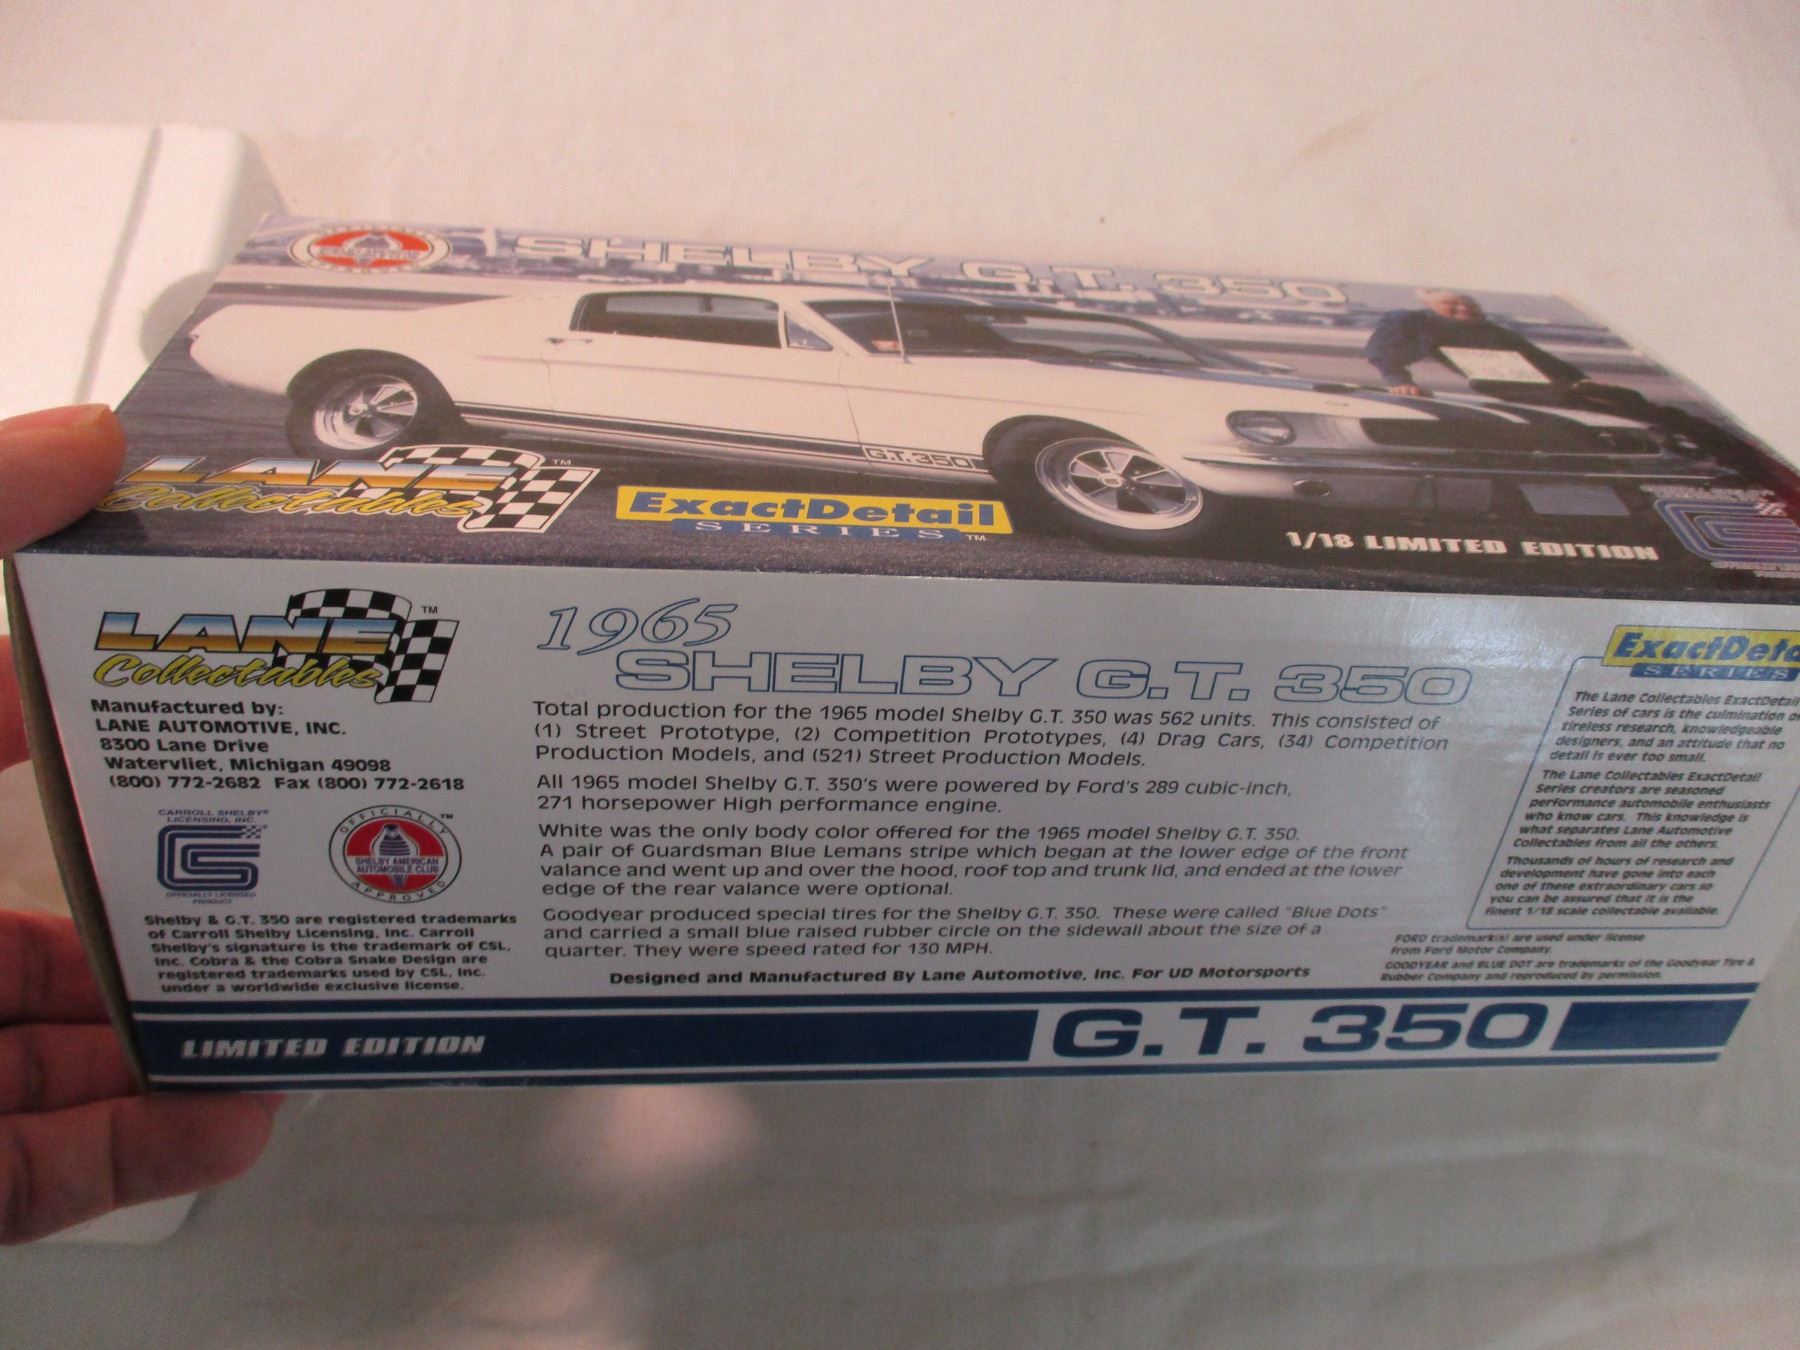 SHELBY G.T. 350
G.T.350
LANE
Collectables
TM
ExactDetail
SERIES
TM
1/18 LIMITED EDITION
LANE
Collectables
TM
Manufactured by:
LANE AUTOMOTIVE, INC.
8300 Lane Drive
Watervliet, Michigan 49098
(800) 772-2682 Fax (800) 772-2618
CARROLL SHELBY®
LICENSING, INC.
OFFICIALLY LICENSED
PRODUCT
OFFICIALLY
TM
SHELBY AMERICAN
AUTOMOBILE CLUB
APPROVED
Shelby & G.T. 350 are registered trademarks
of Carroll Shelby Licensing, Inc. Carroll
Shelby's signature is the trademark of CSL,
Inc. Cobra & the Cobra Snake Design are
registered trademarks used by CSL, Inc.
under a worldwide exclusive license.
1965
SHELBY G.T. 350
Total production for the 1965 model Shelby G.T. 350 was 562 units. This consisted of
(1) Street Prototype, (2) Competition Prototypes, (4) Drag Cars, (34) Competition
Production Models, and (521) Street Production Models.
All 1965 model Shelby G.T. 350's were powered by Ford's 289 cubic-inch,
271 horsepower High performance engine.
White was the only body color offered for the 1965 model Shelby G.T. 350.
A pair of Guardsman Blue Lemans stripe which began at the lower edge of the front
valance and went up and over the hood, roof top and trunk lid, and ended at the lower
edge of the rear valance were optional.
Goodyear produced special tires for the Shelby G.T. 350. These were called "Blue Dots"
and carried a small blue raised rubber circle on the sidewall about the size of a
quarter. They were speed rated for 130 MPH.
Designed and Manufactured By Lane Automotive, Inc. For UD Motorsports
ExactDeta
SERIES
The Lane Collectables ExactDetail
Series of cars is the culmination of
tireless research, knowledgeable
designers, and an attitude that no
detail is ever too small.
The Lane Collectables ExactDetail
Series creators are seasoned
performance automobile enthusiasts
who know cars. This knowledge is
what separates Lane Automotive
Collectables from all the others.
Thousands of hours of research and
development have gone into each
one of these extraordinary cars so
you can be assured that it is the
finest 1/18 scale collectable available.
FORD trademark(s) are used under license
from Ford Motor Company.
GOODYEAR and BLUE DOT are trademarks of the Goodyear Tire &
Rubber Company and reproduced by permission.
LIMITED EDITION
G.T. 350